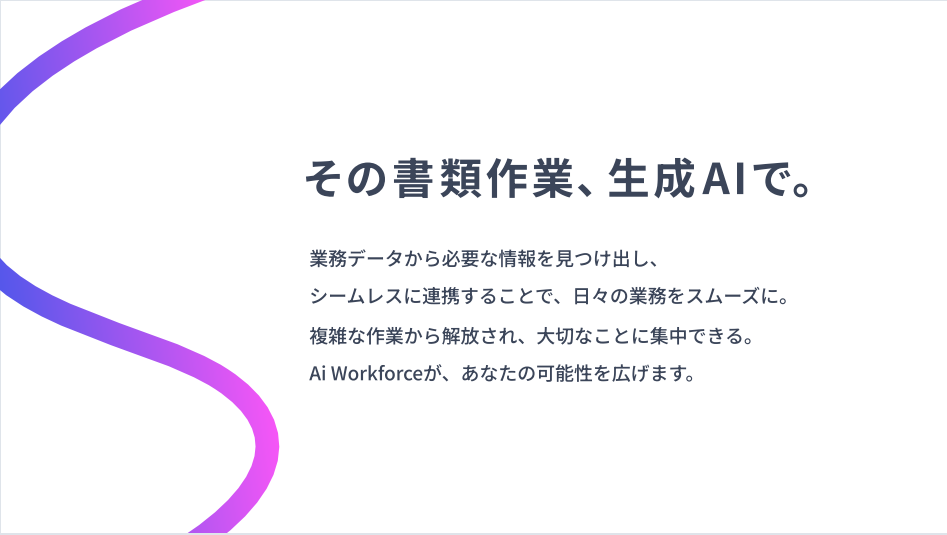 その書類作業、生成AIで。
業務データから必要な情報を見つけ出し、
シームレスに連携することで、日々の業務をスムーズに。
複雑な作業から解放され、大切なことに集中できる。
Ai Workforceが、あなたの可能性を広げます。